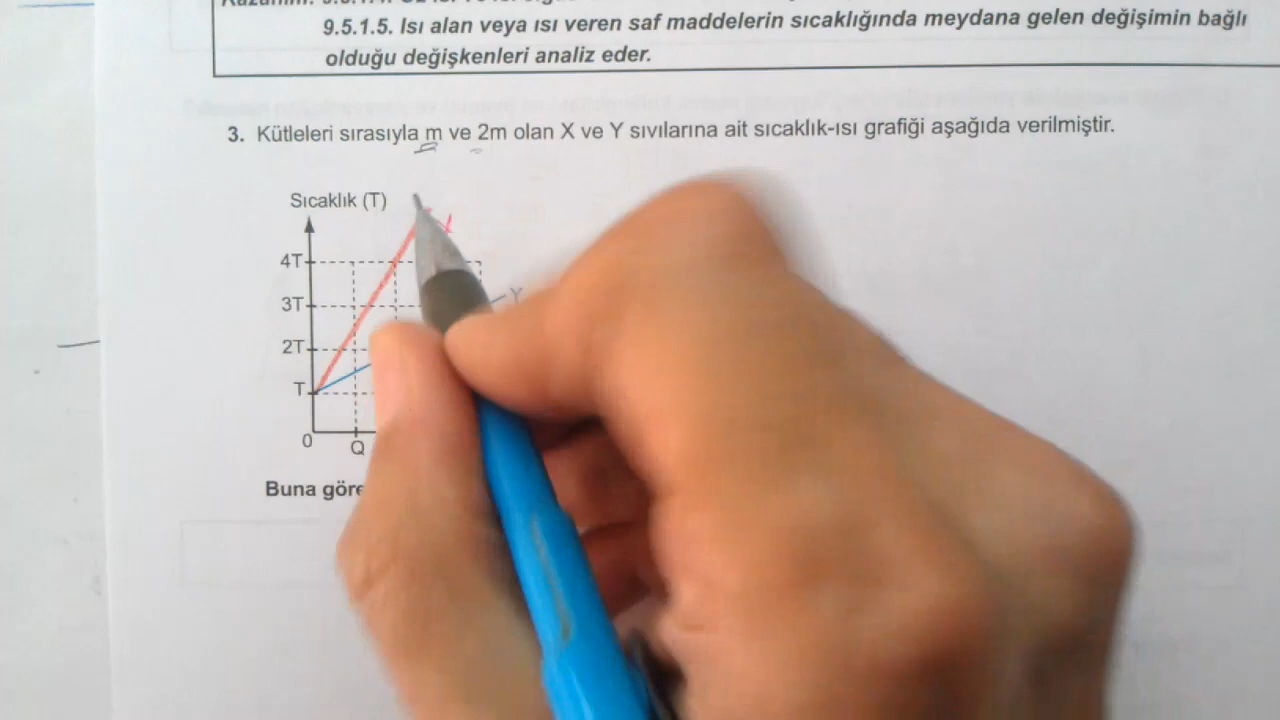 9.5.1.5. Isı alan veya ısı veren saf maddelerin sıcaklığında meydana gelen değişimin bağlı
olduğu değişkenleri analiz eder.
3. Kütleleri sırasıyla m ve 2m olan X ve Y sıvılarına ait sıcaklık-ısı grafiği aşağıda verilmiştir.
Sıcaklık (T)
4T
3T
Y
2T
T
0
Q
Buna göre